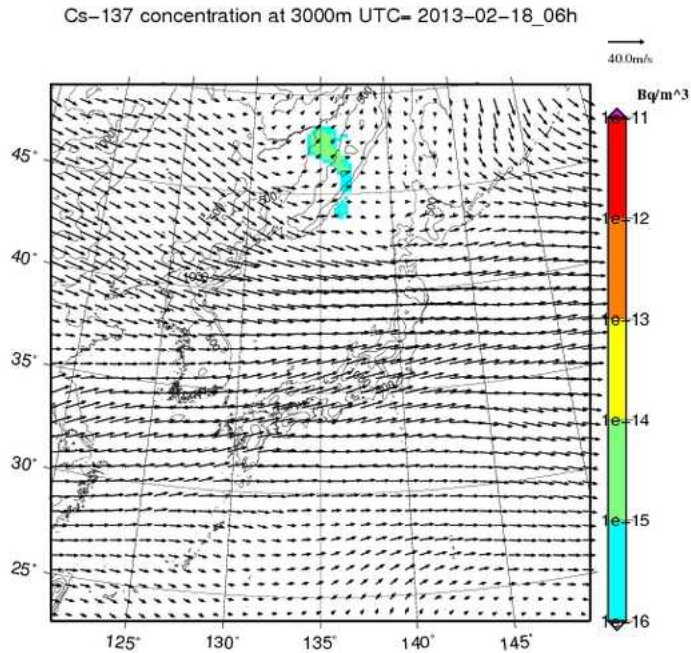 Cs-137 concentration at 3000m UTC= 2013-02-18_06h
40.0m/s
Bq/m^3
1e-11
1e-12
1e-13
1e-14
1e-15
1e-16
45°
40°
35°
30°
25°
125°
130°
135°
140°
145°